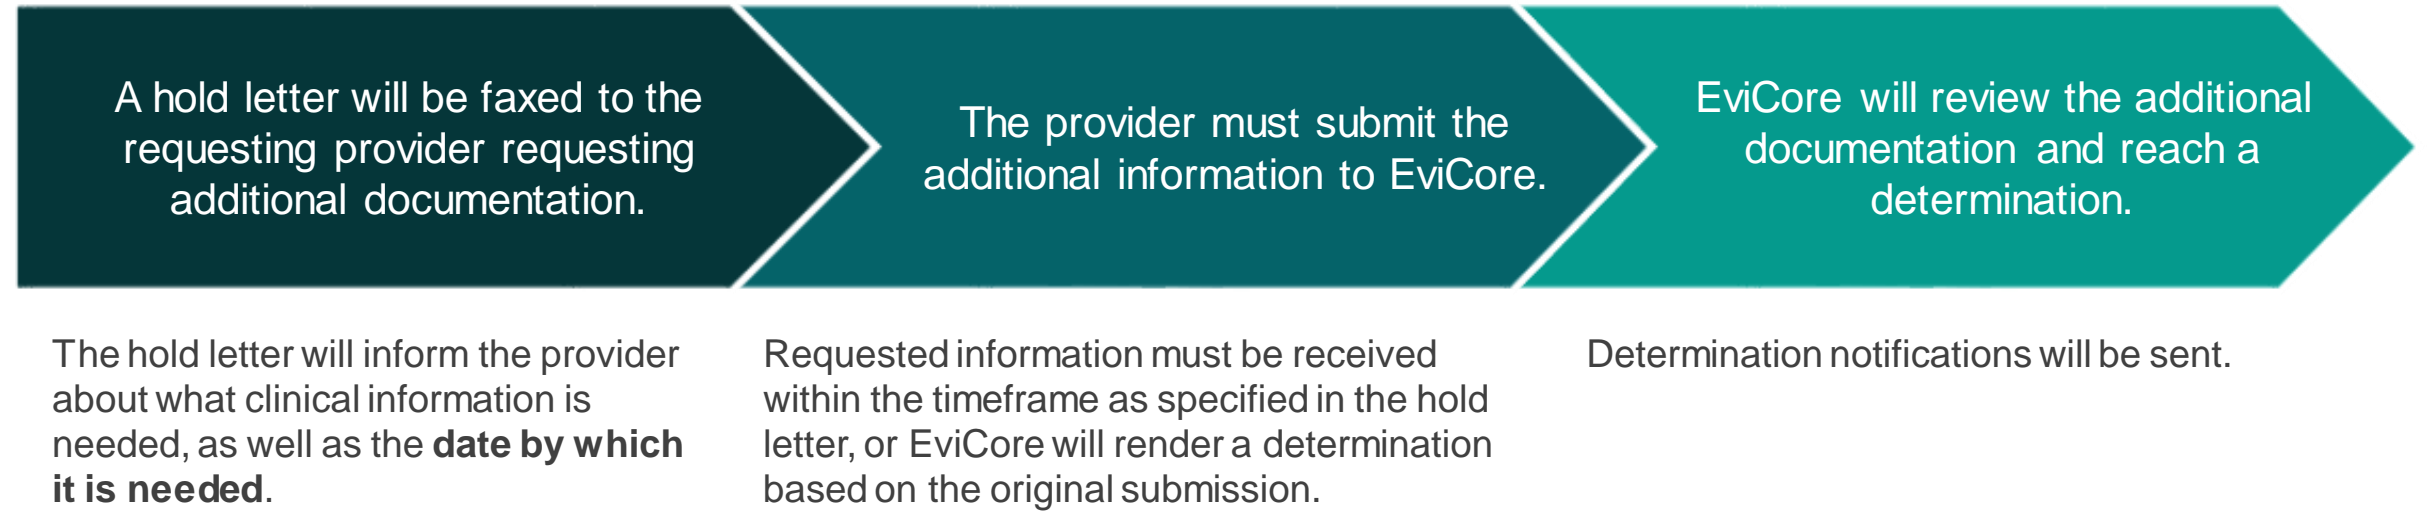 A hold letter will be faxed to the
requesting provider requesting
additional documentation.
The provider must submit the
additional information to EviCore.
EviCore will review the additional
documentation and reach a
determination.
The hold letter will inform the provider
about what clinical information is
needed, as well as the date by which
it is needed.
Requested information must be received
within the timeframe as specified in the hold
letter, or EviCore will render a determination
based on the original submission.
Determination notifications will be sent.